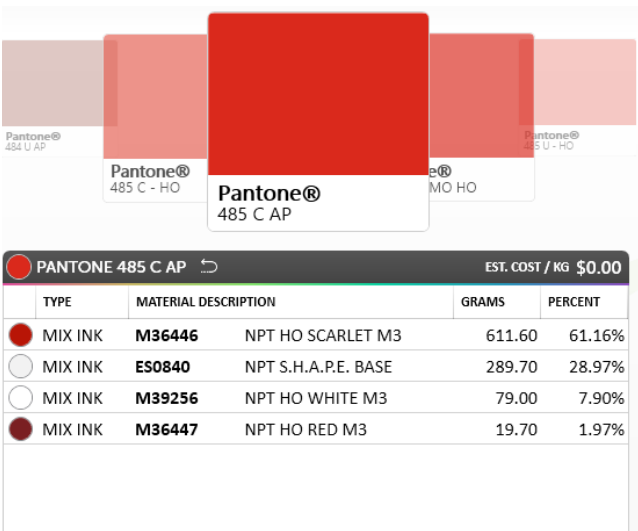 Pantone®
484 U AP
Pantone®
485 C - HO
Pantone®
485 C AP
e®
MO HO
Pantone®
485 U - HO
PANTONE 485 C AP EST. COST / KG $0.00
TYPE MATERIAL DESCRIPTION GRAMS PERCENT
MIX INK M36446 NPT HO SCARLET M3 611.60 61.16%
MIX INK ES0840 NPT S.H.A.P.E. BASE 289.70 28.97%
MIX INK M39256 NPT HO WHITE M3 79.00 7.90%
MIX INK M36447 NPT HO RED M3 19.70 1.97%